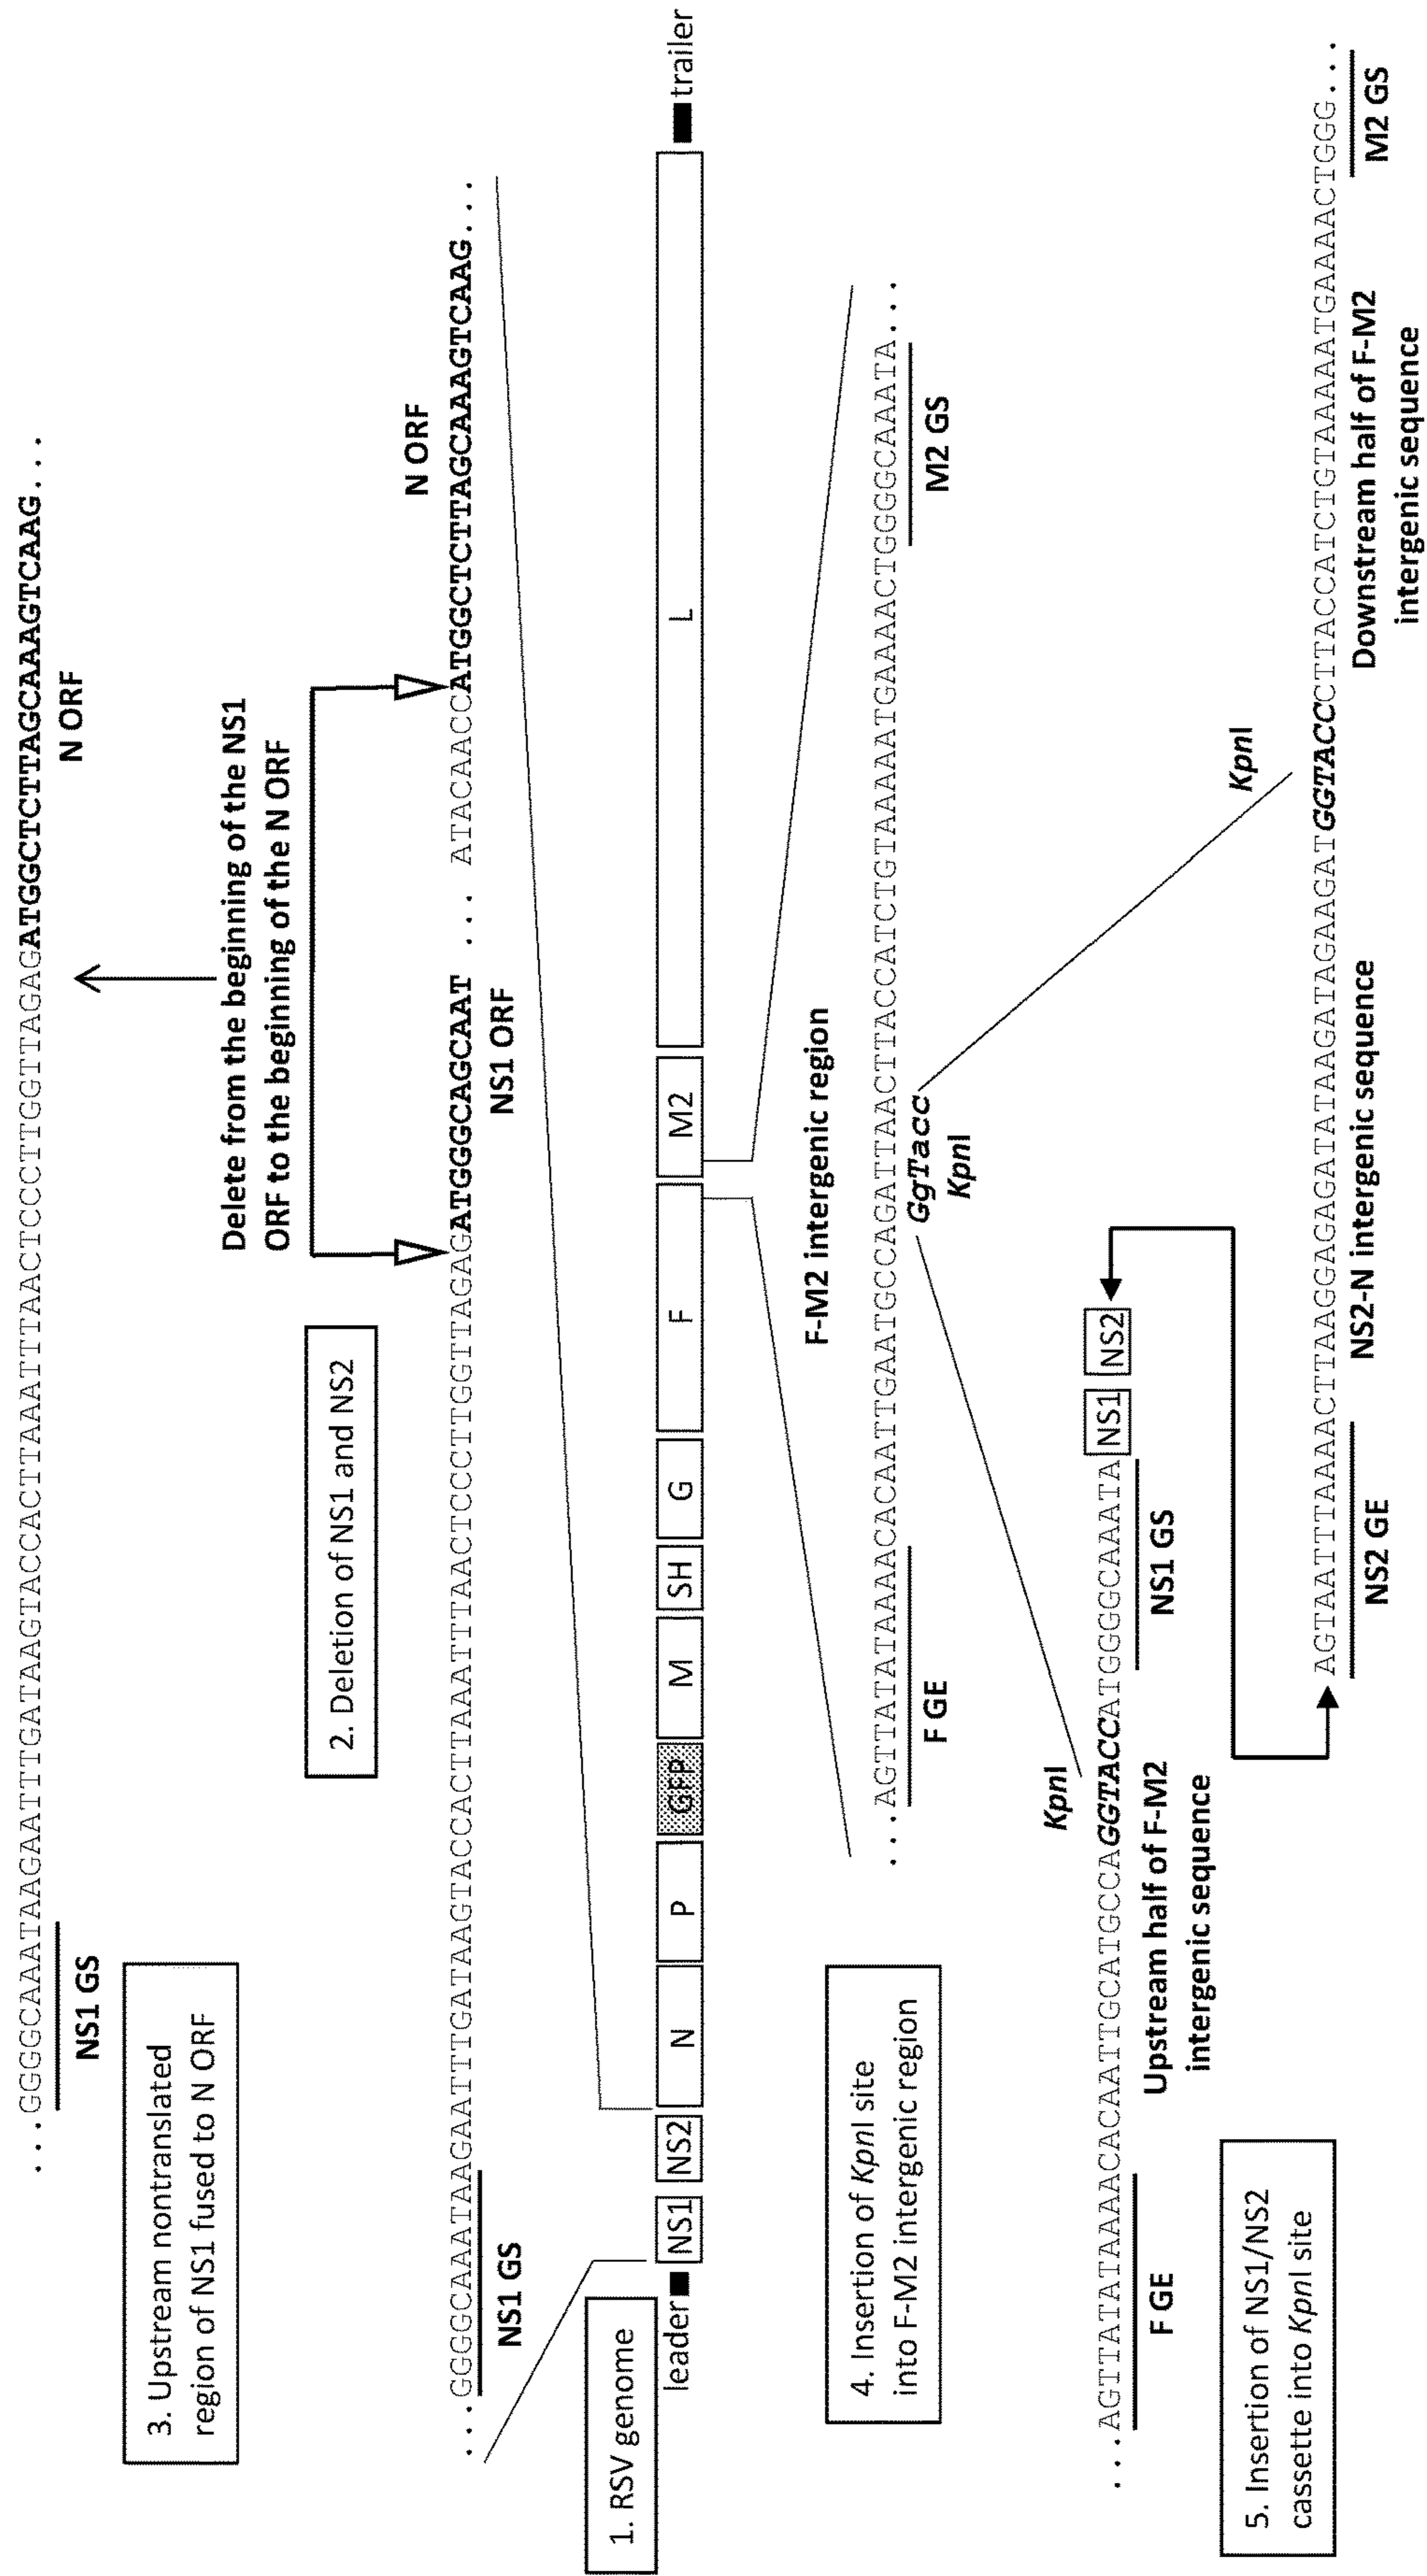 ...GGGGCAAATAAGAATTTGATAAGTACCACTTAAATTTAACTCCCTTGGTTAGAGATGGCTCTTAGCAAAGTCAAG...
NS1 GS
N ORF
3. Upstream nontranslated
region of NS1 fused to N ORF
Delete from the beginning of the NS1
ORF to the beginning of the N ORF
2. Deletion of NS1 and NS2
N ORF
...GGGGCAAATAAGAATTTGATAAGTACCACTTAAATTTAACTCCCTTGGTTAGAGATGGGCAGCAAT ... ATACAACCATGGCTCTTAGCAAAGTCAAG...
NS1 GS
NS1 ORF
1. RSV genome
leader
NS1 NS2 N P GFP M SH G F M2 L
trailer
F-M2 intergenic region
4. Insertion of KpnI site
into F-M2 intergenic region
...AGTTATATAAAACACAATTGAATGCCAGATTAACTTACCATCTGTAAAAATGAAAACTGGGGCAAATA...
F GE
M2 GS
GgTacc
KpnI
KpnI
...AGTTATATAAAACACAATTGCATGCCAGGTACCATGGGGCAAATA NS1 NS2
F GE
Upstream half of F-M2
intergenic sequence
NS1 GS
5. Insertion of NS1/NS2
cassette into KpnI site
KpnI
AGTAATTTAAAACTTAAGGAGAGATATAAGATAGAAGATGGTACCCTTACCATCTGTAAAAATGAAAACTGGG...
NS2 GE
NS2-N intergenic sequence
Downstream half of F-M2
intergenic sequence
M2 GS